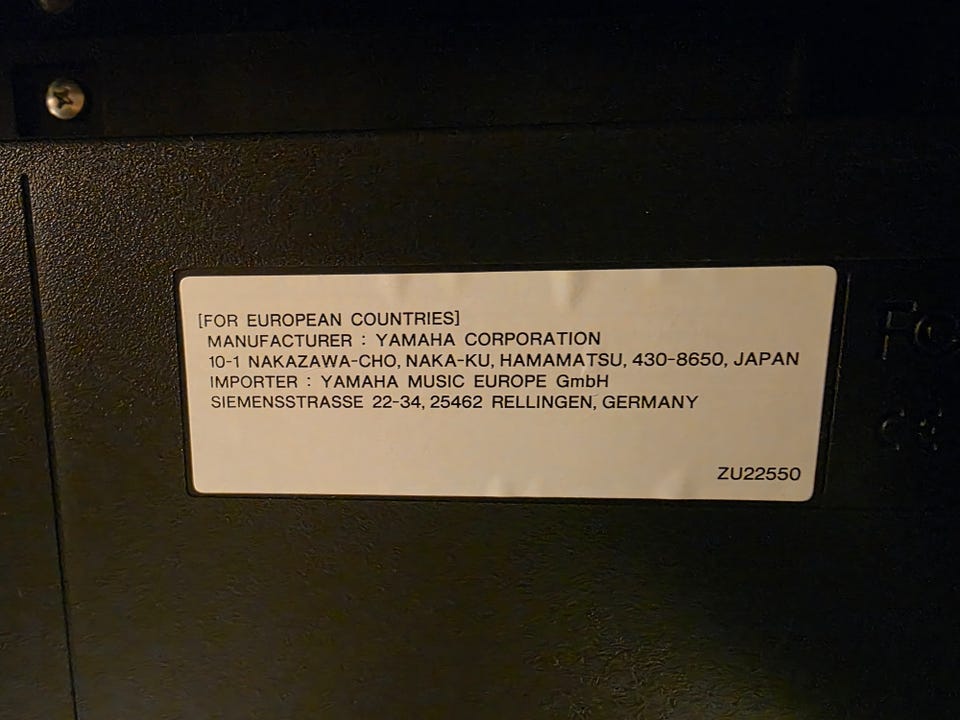 [FOR EUROPEAN COUNTRIES]
MANUFACTURER : YAMAHA CORPORATION
10-1 NAKAZAWA-CHO, NAKA-KU, HAMAMATSU, 430-8650, JAPAN
IMPORTER : YAMAHA MUSIC EUROPE GmbH
SIEMENSSTRASSE 22-34, 25462 RELLINGEN, GERMANY
ZU22550